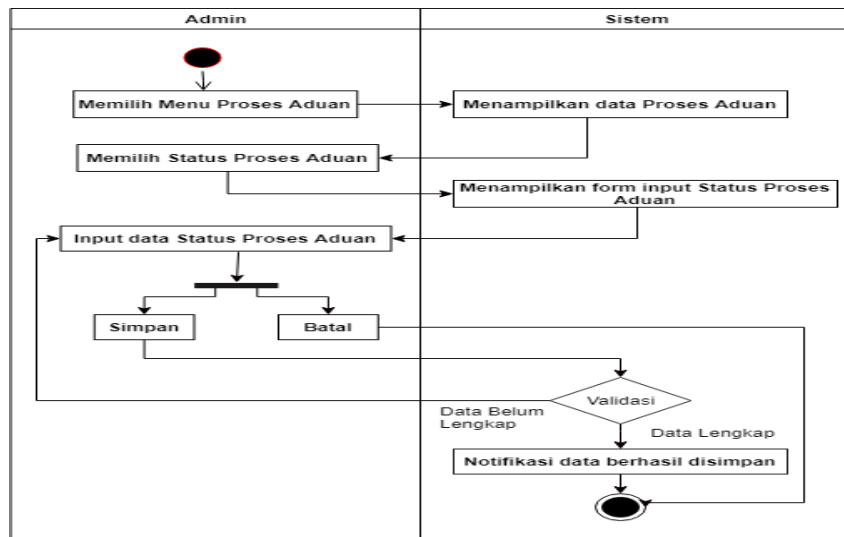 Admin
Sistem
Memilih Menu Proses Aduan
Menampilkan data Proses Aduan
Memilih Status Proses Aduan
Menampilkan form input Status Proses
Aduan
Input data Status Proses Aduan
Simpan
Batal
Validasi
Data Belum
Lengkap
Data Lengkap
Notifikasi data berhasil disimpan